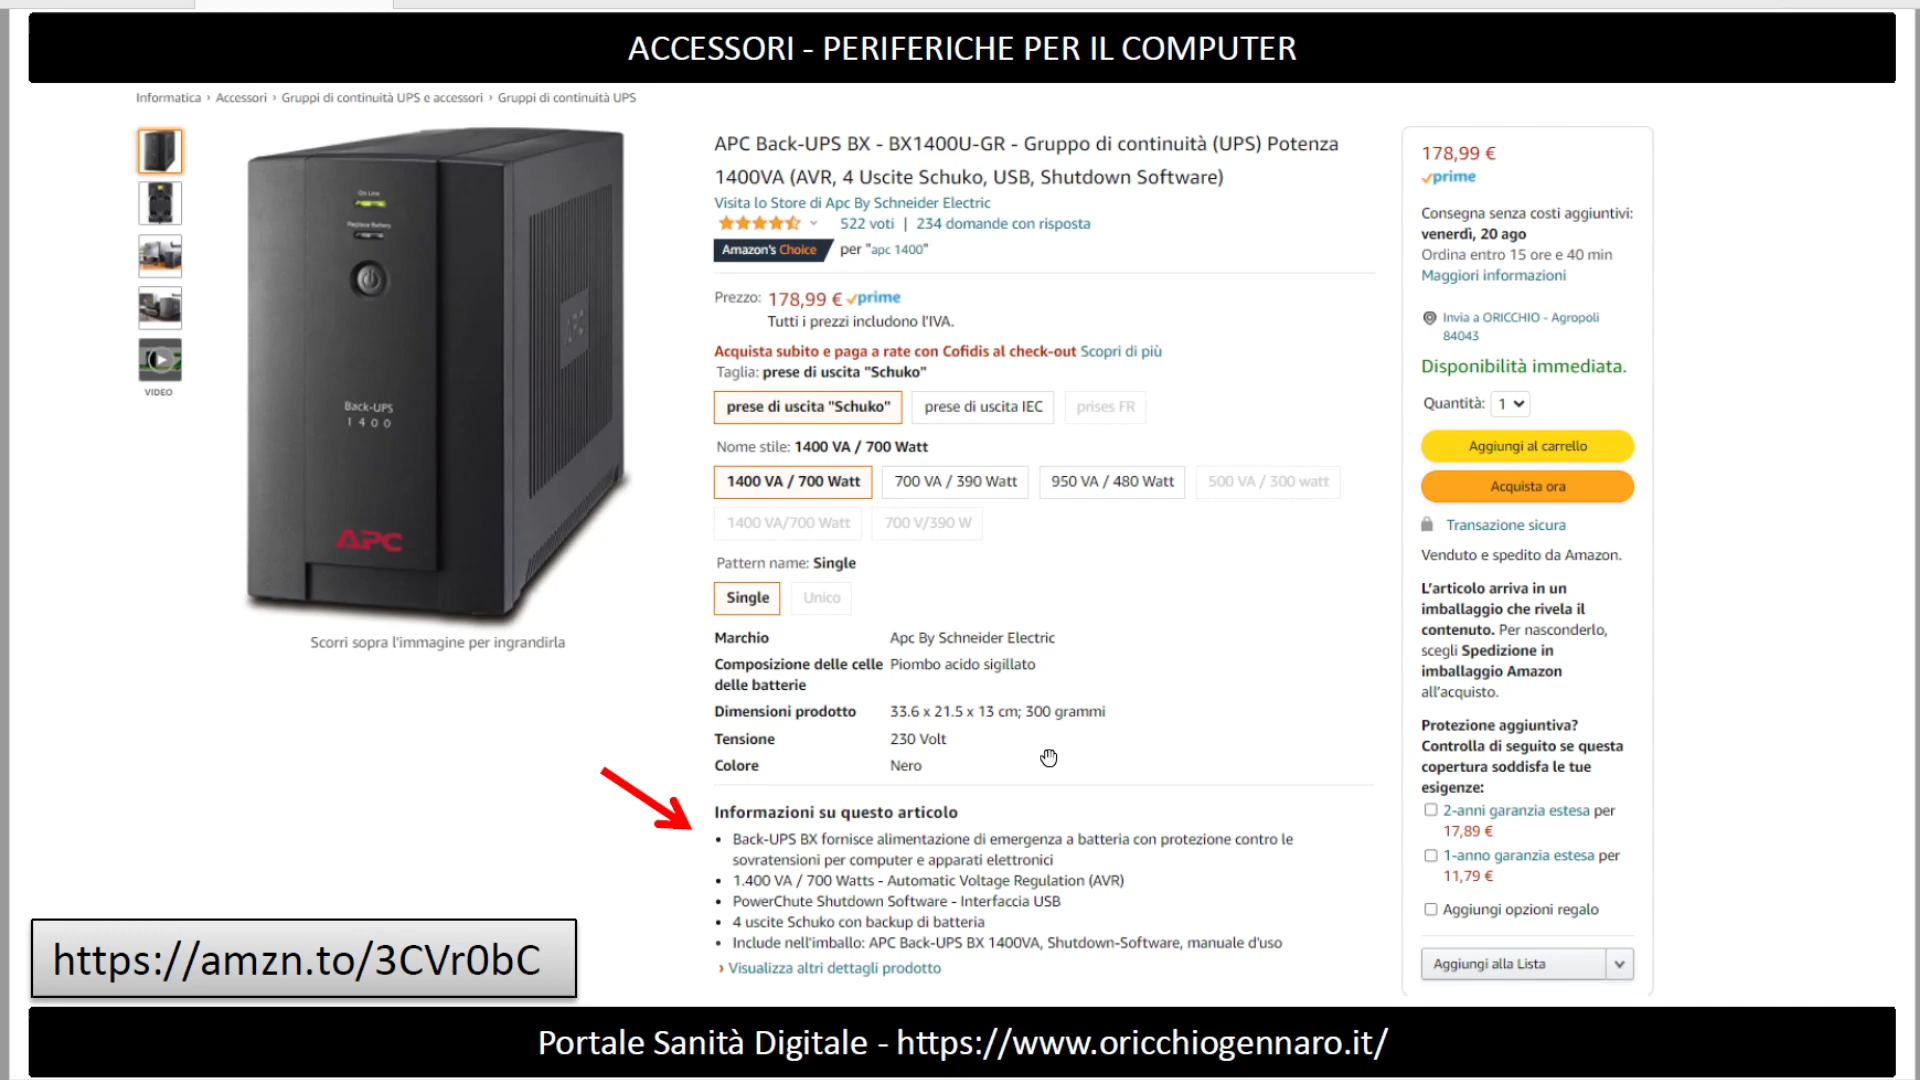 ACCESSORI - PERIFERICHE PER IL COMPUTER
Informatica › Accessori › Gruppi di continuità UPS e accessori › Gruppi di continuità UPS
On Line
Replace Battery
Back-UPS
1400
APC
APC
VIDEO
Scorri sopra l'immagine per ingrandirla
APC Back-UPS BX - BX1400U-GR - Gruppo di continuità (UPS) Potenza
1400VA (AVR, 4 Uscite Schuko, USB, Shutdown Software)
Visita lo Store di Apc By Schneider Electric
522 voti | 234 domande con risposta
Amazon's Choice per "apc 1400"
Prezzo: 178,99 € prime
Tutti i prezzi includono l'IVA.
Acquista subito e paga a rate con Cofidis al check-out Scopri di più
Taglia: prese di uscita "Schuko"
prese di uscita "Schuko" prese di uscita IEC prises FR
Nome stile: 1400 VA / 700 Watt
1400 VA / 700 Watt 700 VA / 390 Watt 950 VA / 480 Watt 500 VA / 300 watt
1400 VA/700 Watt 700 V/390 W
Pattern name: Single
Single Unico
Marchio Apc By Schneider Electric
Composizione delle celle Piombo acido sigillato
delle batterie
Dimensioni prodotto 33.6 x 21.5 x 13 cm; 300 grammi
Tensione 230 Volt
Colore Nero
Informazioni su questo articolo
• Back-UPS BX fornisce alimentazione di emergenza a batteria con protezione contro le
sovratensioni per computer e apparati elettronici
• 1.400 VA / 700 Watts - Automatic Voltage Regulation (AVR)
• PowerChute Shutdown Software - Interfaccia USB
• 4 uscite Schuko con backup di batteria
• Include nell'imballo: APC Back-UPS BX 1400VA, Shutdown-Software, manuale d'uso
› Visualizza altri dettagli prodotto
178,99 €
prime
Consegna senza costi aggiuntivi:
venerdì, 20 ago
Ordina entro 15 ore e 40 min
Maggiori informazioni
Invia a ORICCHIO - Agropoli
84043
Disponibilità immediata.
Quantità: 1
Aggiungi al carrello
Acquista ora
Transazione sicura
Venduto e spedito da Amazon.
L'articolo arriva in un
imballaggio che rivela il
contenuto. Per nasconderlo,
scegli Spedizione in
imballaggio Amazon
all'acquisto.
Protezione aggiuntiva?
Controlla di seguito se questa
copertura soddisfa le tue
esigenze:
2-anni garanzia estesa per
17,89 €
1-anno garanzia estesa per
11,79 €
Aggiungi opzioni regalo
Aggiungi alla Lista
https://amzn.to/3CVr0bC
Portale Sanità Digitale - https://www.oricchiogennaro.it/